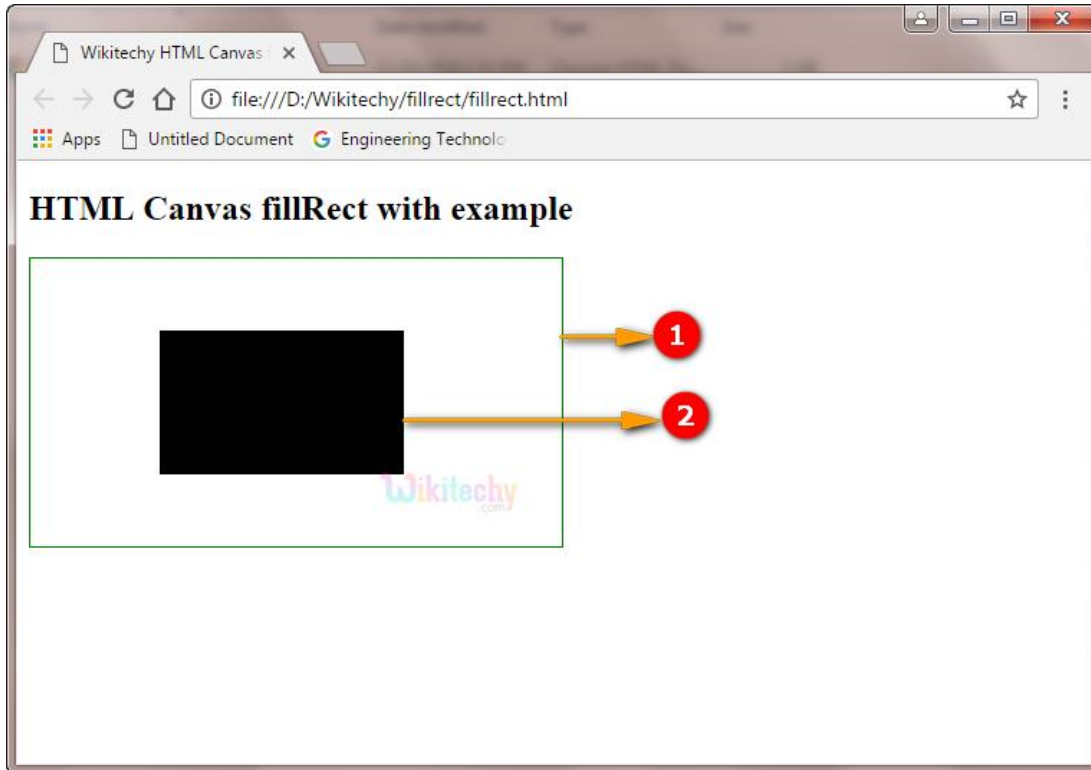 Wikitechy HTML Canvas
file:///D:/Wikitechy/fillrect/fillrect.html
Apps Untitled Document G Engineering Technolo
HTML Canvas fillRect with example
1
2
Wikitechy
.com